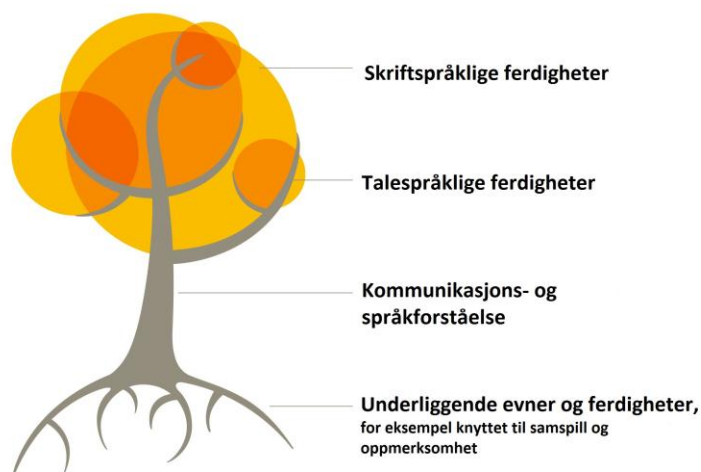 Skriftspråklige ferdigheter
Talespråklige ferdigheter
Kommunikasjons- og
språkforståelse
Underliggende evner og ferdigheter,
for eksempel knyttet til samspill og
oppmerksomhet